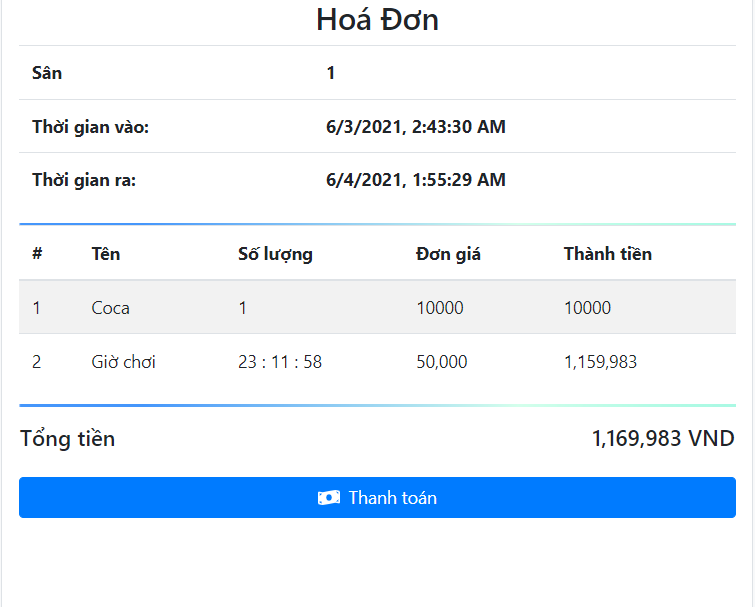 Hoá Đơn
Sân 1
Thời gian vào: 6/3/2021, 2:43:30 AM
Thời gian ra: 6/4/2021, 1:55:29 AM
# Tên Số lượng Đơn giá Thành tiền
1 Coca 1 10000 10000
2 Giờ chơi 23 : 11 : 58 50,000 1,159,983
Tổng tiền 1,169,983 VND
Thanh toán